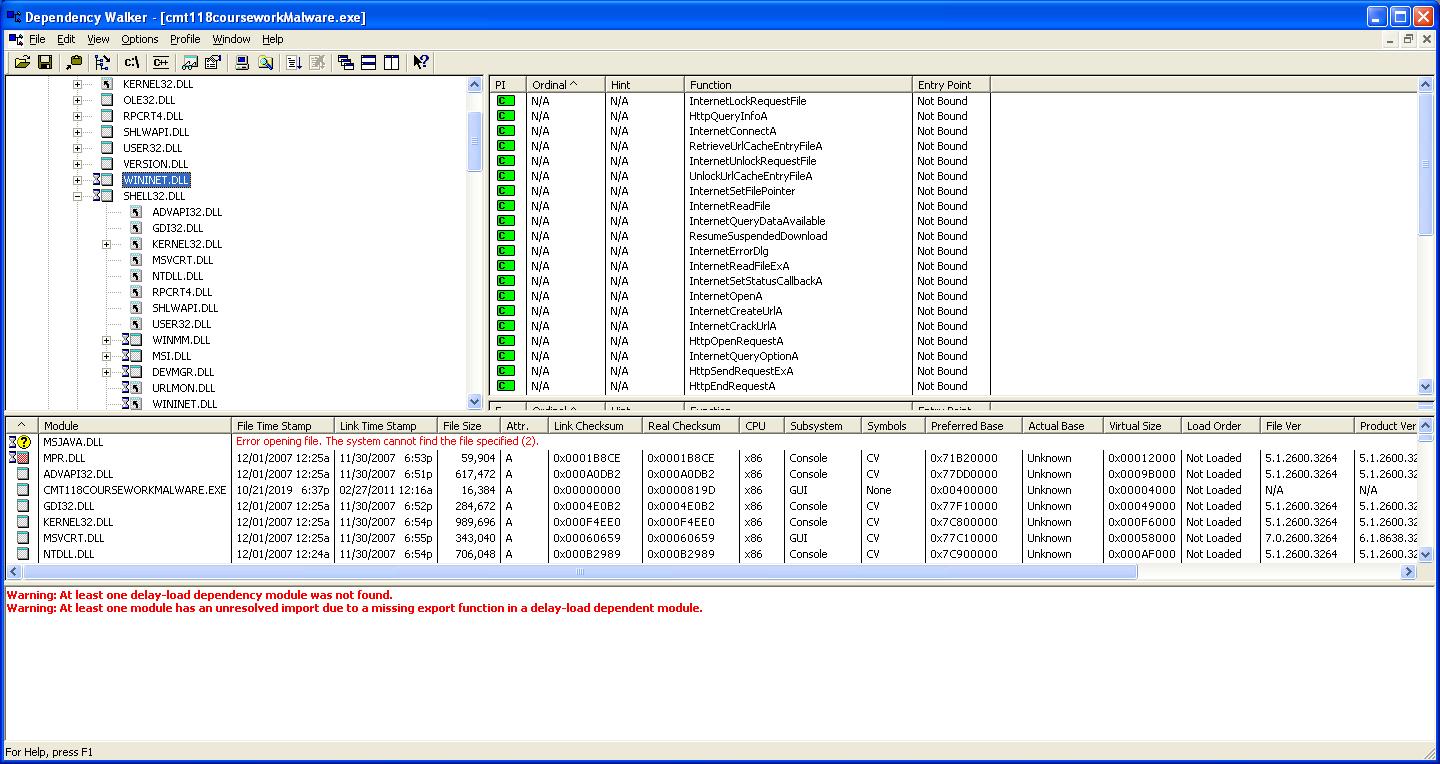 Dependency Walker - [cmt118courseworkMalware.exe]
File Edit View Options Profile Window Help
c:\ C++
KERNEL32.DLL
OLE32.DLL
RPCRT4.DLL
SHLWAPI.DLL
USER32.DLL
VERSION.DLL
WININET.DLL
SHELL32.DLL
ADVAPI32.DLL
GDI32.DLL
KERNEL32.DLL
MSVCRT.DLL
NTDLL.DLL
RPCRT4.DLL
SHLWAPI.DLL
USER32.DLL
WINMM.DLL
MSI.DLL
DEVMGR.DLL
URLMON.DLL
WININET.DLL
PI Ordinal ^ Hint Function Entry Point
C N/A N/A InternetLockRequestFile Not Bound
C N/A N/A HttpQueryInfoA Not Bound
C N/A N/A InternetConnectA Not Bound
C N/A N/A RetrieveUrlCacheEntryFileA Not Bound
C N/A N/A InternetUnlockRequestFile Not Bound
C N/A N/A UnlockUrlCacheEntryFileA Not Bound
C N/A N/A InternetSetFilePointer Not Bound
C N/A N/A InternetReadFile Not Bound
C N/A N/A InternetQueryDataAvailable Not Bound
C N/A N/A ResumeSuspendedDownload Not Bound
C N/A N/A InternetErrorDlg Not Bound
C N/A N/A InternetReadFileExA Not Bound
C N/A N/A InternetSetStatusCallbackA Not Bound
C N/A N/A InternetOpenA Not Bound
C N/A N/A InternetCreateUrlA Not Bound
C N/A N/A InternetCrackUrlA Not Bound
C N/A N/A HttpOpenRequestA Not Bound
C N/A N/A InternetQueryOptionA Not Bound
C N/A N/A HttpSendRequestExA Not Bound
C N/A N/A HttpEndRequestA Not Bound
E Ordinal ^ Hint Function Entry Point
^ Module File Time Stamp Link Time Stamp File Size Attr. Link Checksum Real Checksum CPU Subsystem Symbols Preferred Base Actual Base Virtual Size Load Order File Ver Product Ver
MSJAVA.DLL Error opening file. The system cannot find the file specified (2).
MPR.DLL 12/01/2007 12:25a 11/30/2007 6:53p 59,904 A 0x0001B8CE 0x0001B8CE x86 Console CV 0x71B20000 Unknown 0x00012000 Not Loaded 5.1.2600.3264 5.1.2600.32
ADVAPI32.DLL 12/01/2007 12:25a 11/30/2007 6:51p 617,472 A 0x000A0DB2 0x000A0DB2 x86 Console CV 0x77DD0000 Unknown 0x0009B000 Not Loaded 5.1.2600.3264 5.1.2600.32
CMT118COURSEWORKMALWARE.EXE 10/21/2019 6:37p 02/27/2011 12:16a 16,384 A 0x00000000 0x0000819D x86 GUI None 0x00400000 Unknown 0x00004000 Not Loaded N/A N/A
GDI32.DLL 12/01/2007 12:25a 11/30/2007 6:52p 284,672 A 0x0004E0B2 0x0004E0B2 x86 Console CV 0x77F10000 Unknown 0x00049000 Not Loaded 5.1.2600.3264 5.1.2600.32
KERNEL32.DLL 12/01/2007 12:25a 11/30/2007 6:54p 989,696 A 0x000F4EE0 0x000F4EE0 x86 Console CV 0x7C800000 Unknown 0x000F6000 Not Loaded 5.1.2600.3264 5.1.2600.32
MSVCRT.DLL 12/01/2007 12:25a 11/30/2007 6:55p 343,040 A 0x00060659 0x00060659 x86 GUI CV 0x77C10000 Unknown 0x00058000 Not Loaded 7.0.2600.3264 6.1.8638.32
NTDLL.DLL 12/01/2007 12:24a 11/30/2007 6:54p 706,048 A 0x000B2989 0x000B2989 x86 Console CV 0x7C900000 Unknown 0x000AF000 Not Loaded 5.1.2600.3264 5.1.2600.32
Warning: At least one delay-load dependency module was not found.
Warning: At least one module has an unresolved import due to a missing export function in a delay-load dependent module.
For Help, press F1